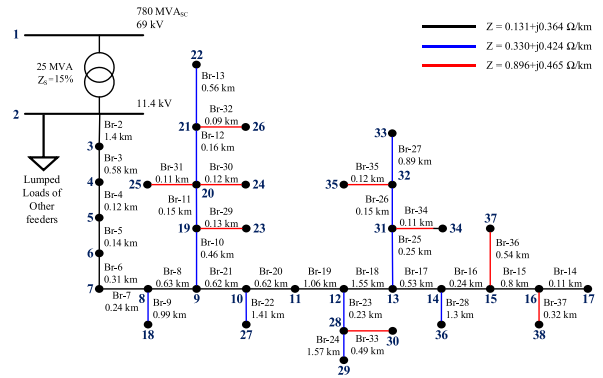 780 MVASC
69 kV
1
25 MVA
ZS=15%
2
11.4 kV
Lumped
Loads of
Other
feeders
Z = 0.131+j0.364 Ω/km
Z = 0.330+j0.424 Ω/km
Z = 0.896+j0.465 Ω/km
Br-2
1.4 km
3
Br-3
0.58 km
4
Br-4
0.12 km
5
Br-5
0.14 km
6
Br-6
0.31 km
7
Br-7
0.24 km
22
Br-13
0.56 km
21
Br-32
0.09 km
26
Br-12
0.16 km
Br-31
0.11 km
25
Br-30
0.12 km
24
20
Br-11
0.15 km
19
Br-29
0.13 km
23
Br-10
0.46 km
33
Br-27
0.89 km
32
Br-35
0.12 km
35
Br-26
0.15 km
31
Br-34
0.11 km
34
Br-25
0.25 km
37
Br-36
0.54 km
Br-8
0.63 km
Br-21
0.62 km
Br-20
0.62 km
Br-19
1.06 km
Br-18
1.55 km
Br-17
0.53 km
Br-16
0.24 km
Br-15
0.8 km
Br-14
0.11 km
8
9
10
11
12
13
14
15
16
17
Br-9
0.99 km
18
Br-22
1.41 km
27
Br-23
0.23 km
28
Br-24
1.57 km
29
Br-33
0.49 km
30
Br-28
1.3 km
36
Br-37
0.32 km
38